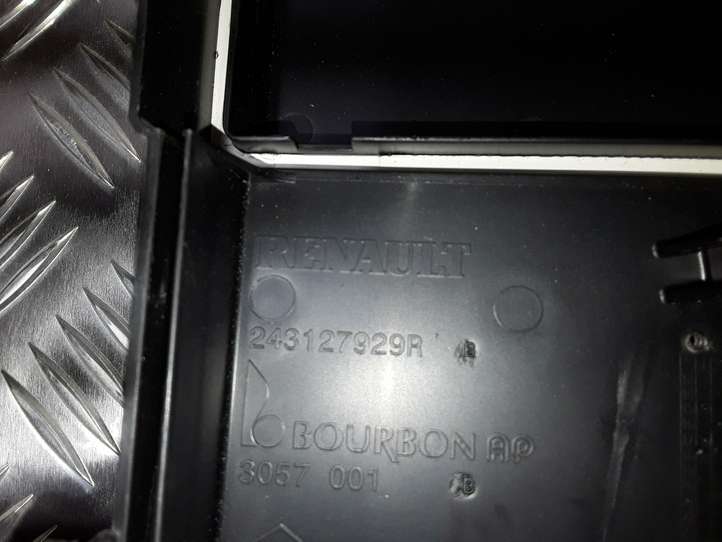 RENAULT
243127929R B
BOURBON AP
3057 001 B